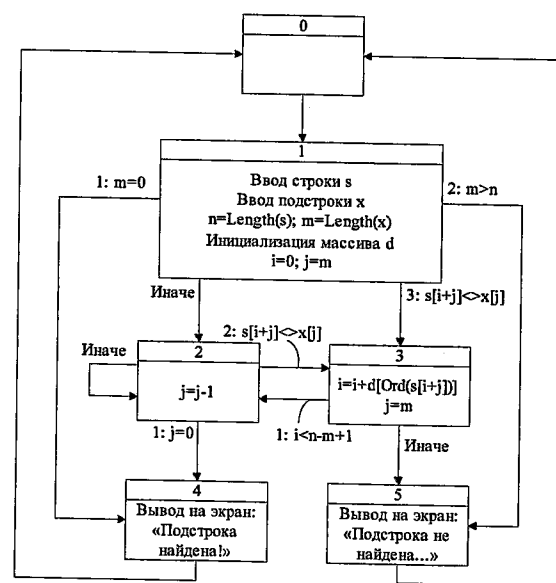 0
1
1: m=0
Ввод строки s
2: m>n
Ввод подстроки x
n=Length(s); m=Length(x)
Инициализация массива d
i=0; j=m
Иначе
3: s[i+j]<>x[j]
2: s[i+j]<>x[j]
Иначе
2
3
j=j-1
i=i+d[Ord(s[i+j])]
j=m
1: j=0
1: i<n-m+1
Иначе
4
5
Вывод на экран:
«Подстрока
найдена!»
Вывод на экран:
«Подстрока не
найдена...»